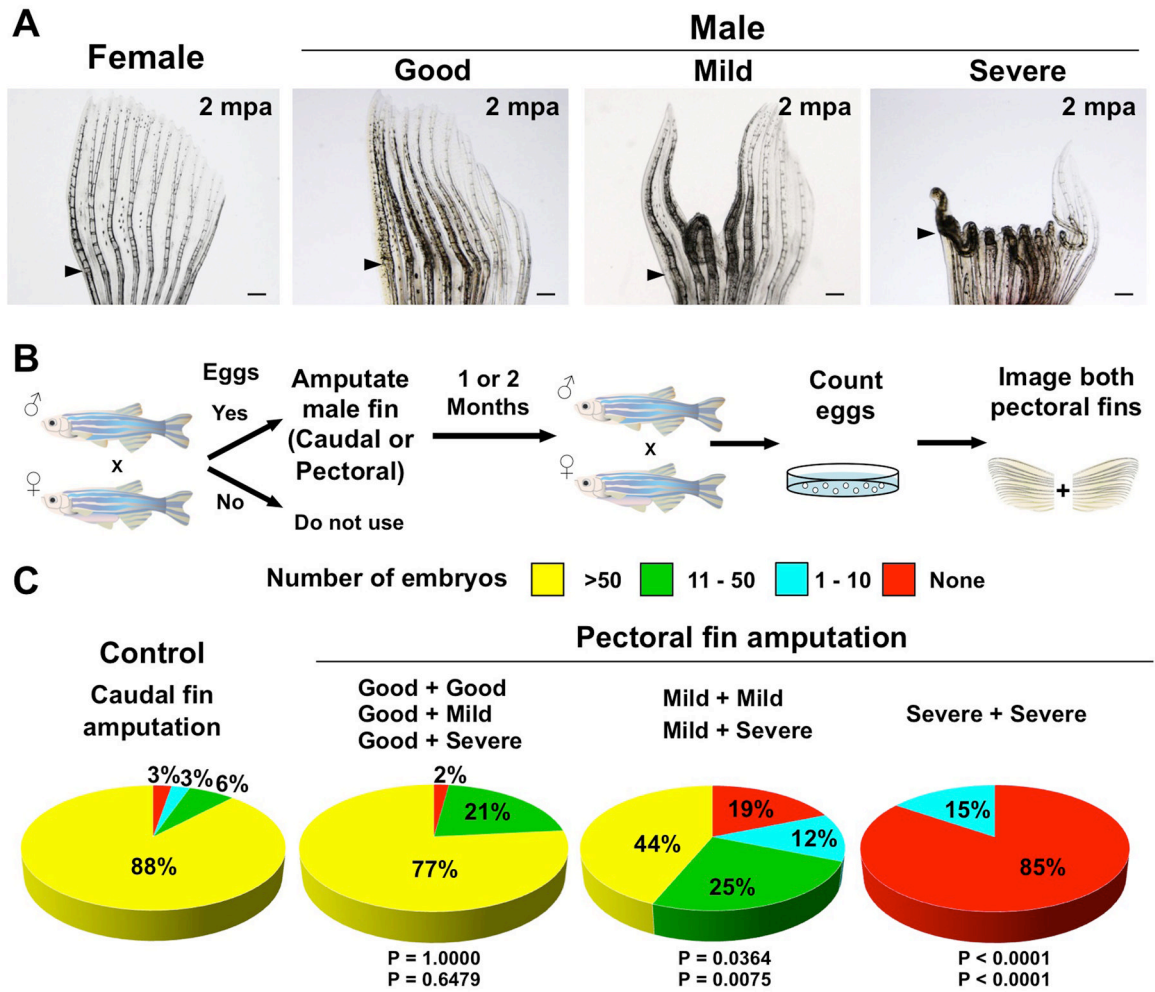 A
Female
Male
Good
Mild
Severe
2 mpa
2 mpa
2 mpa
2 mpa
B
♂
x
♀
Eggs
Yes
No
Amputate
male fin
(Caudal or
Pectoral)
Do not use
1 or 2
Months
♂
x
♀
Count
eggs
Image both
pectoral fins
+
C
Number of embryos >50 11 - 50 1 - 10 None
Control
Caudal fin
amputation
Pectoral fin amputation
Good + Good
Good + Mild
Good + Severe
Mild + Mild
Mild + Severe
Severe + Severe
3% 3% 6%
88%
2%
21%
77%
19%
12%
25%
44%
15%
85%
P = 1.0000
P = 0.6479
P = 0.0364
P = 0.0075
P < 0.0001
P < 0.0001